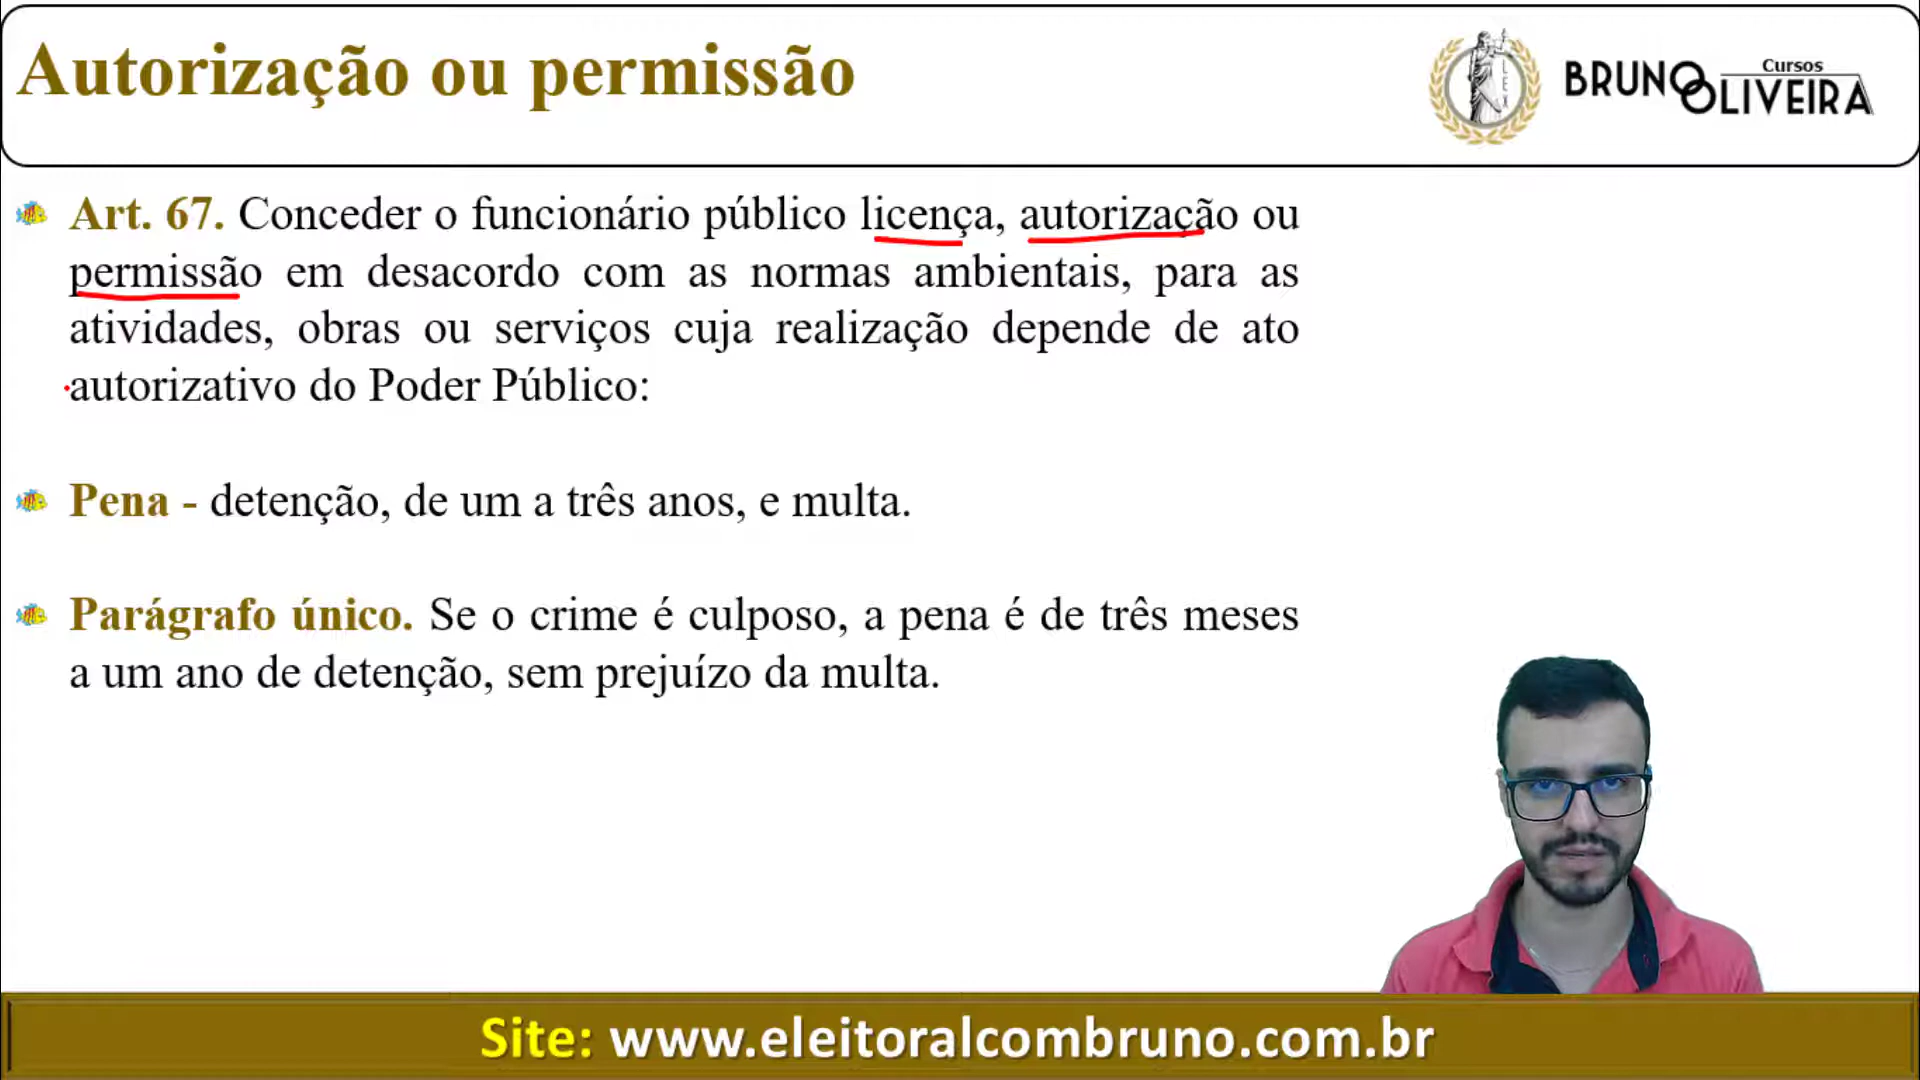 Autorização ou permissão
LEX
Cursos
BRUNO OLIVEIRA
Art. 67. Conceder o funcionário público licença, autorização ou
permissão em desacordo com as normas ambientais, para as
atividades, obras ou serviços cuja realização depende de ato
autorizativo do Poder Público:
Pena - detenção, de um a três anos, e multa.
Parágrafo único. Se o crime é culposo, a pena é de três meses
a um ano de detenção, sem prejuízo da multa.
Site: www.eleitoralcombruno.com.br